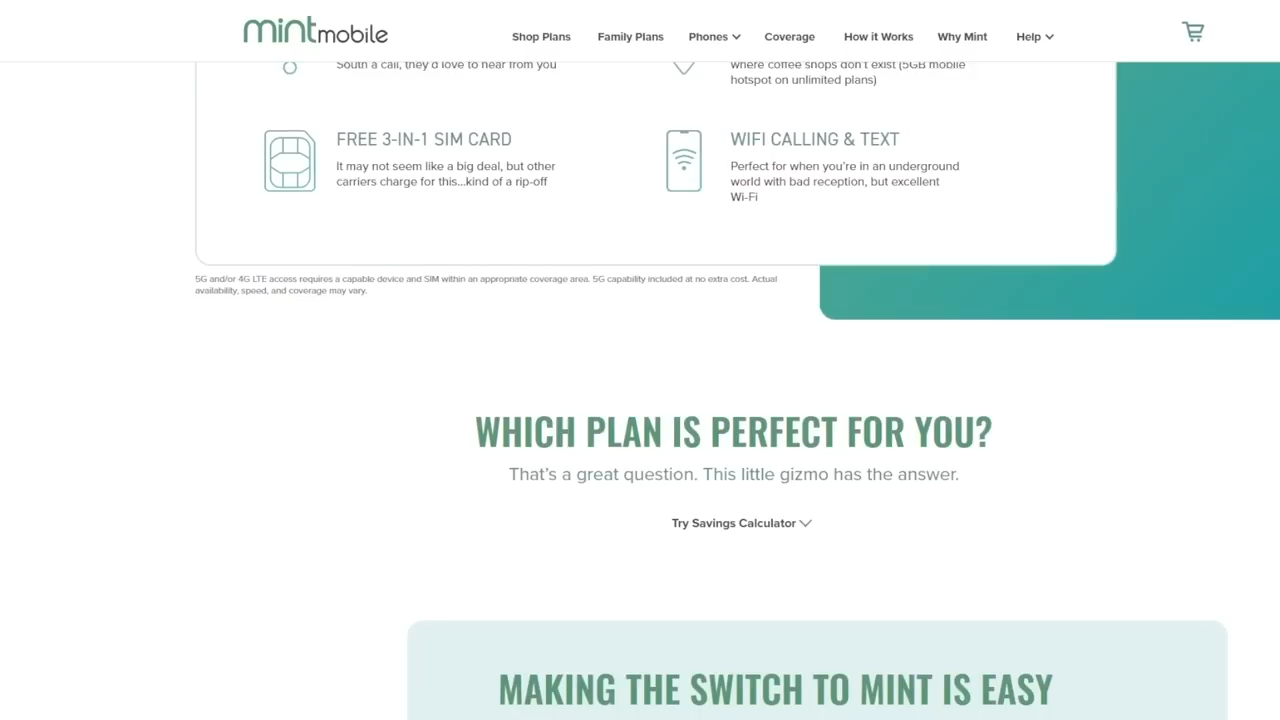 mintmobile
Shop Plans
Family Plans
Phones
Coverage
How it Works
Why Mint
Help
South a call, they'd love to hear from you
where coffee shops don't exist (5GB mobile
hotspot on unlimited plans)
FREE 3-IN-1 SIM CARD
It may not seem like a big deal, but other
carriers charge for this...kind of a rip-off
WIFI CALLING & TEXT
Perfect for when you're in an underground
world with bad reception, but excellent
Wi-Fi
5G and/or 4G LTE access requires a capable device and SIM within an appropriate coverage area. 5G capability included at no extra cost. Actual
availability, speed, and coverage may vary.
WHICH PLAN IS PERFECT FOR YOU?
That's a great question. This little gizmo has the answer.
Try Savings Calculator
MAKING THE SWITCH TO MINT IS EASY